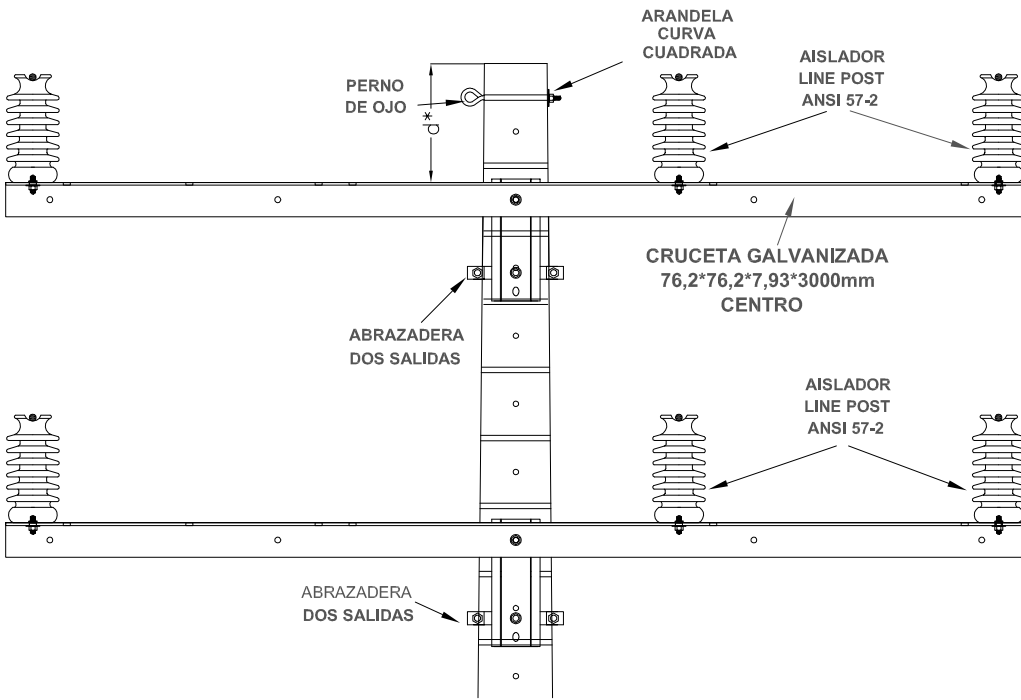 ARANDELA
CURVA
CUADRADA
PERNO
DE OJO
AISLADOR
LINE POST
ANSI 57-2
d*
CRUCETA GALVANIZADA
76,2*76,2*7,93*3000mm
CENTRO
ABRAZADERA
DOS SALIDAS
AISLADOR
LINE POST
ANSI 57-2
ABRAZADERA
DOS SALIDAS